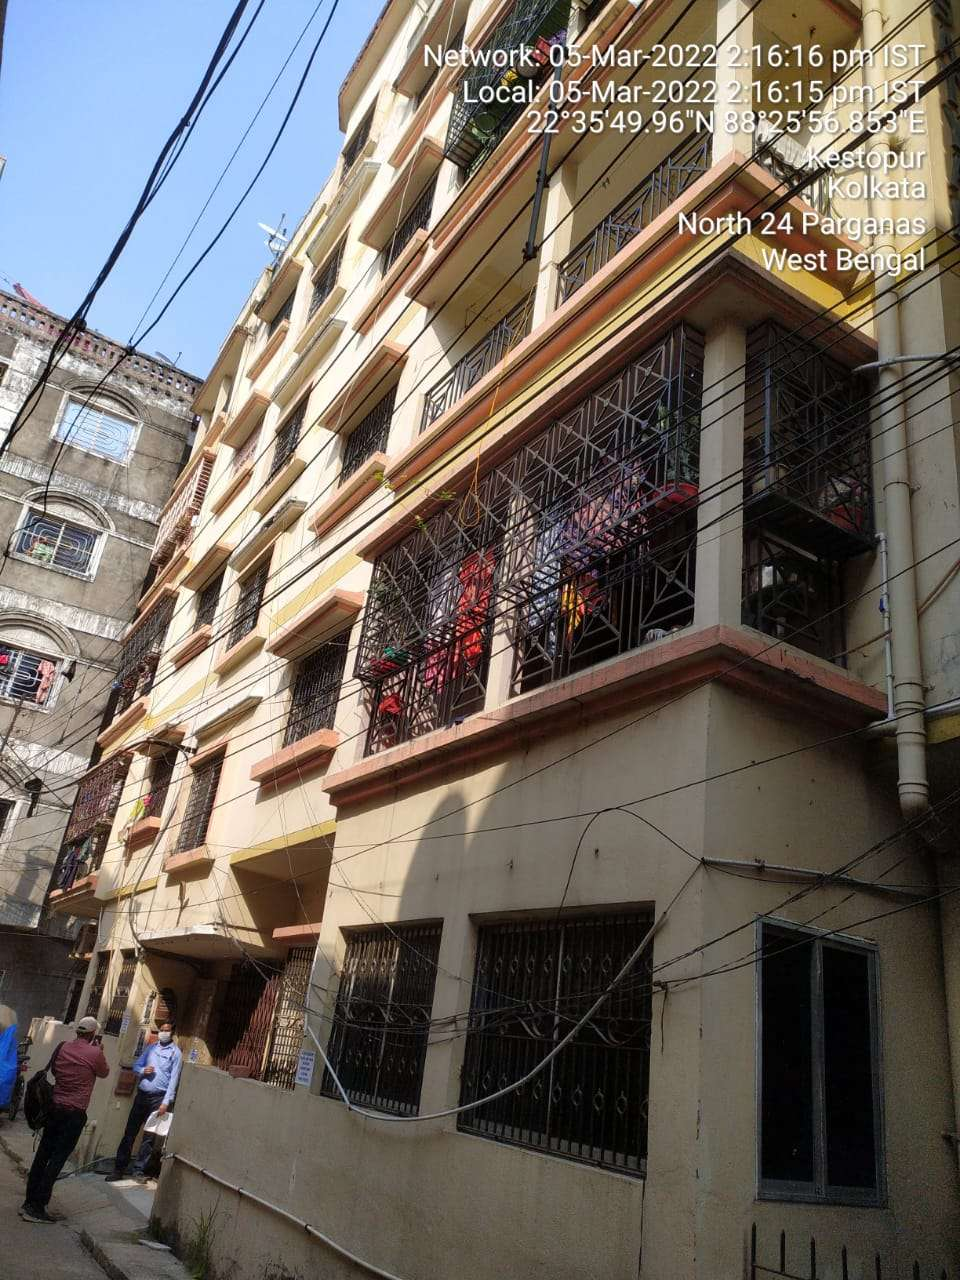 Network: 05-Mar-2022 2:16:16 pm IST
Local: 05-Mar-2022 2:16:15 pm IST
22°35'49.96"N 88°25'56.853"E
Kestopur
Kolkata
North 24 Parganas
West Bengal